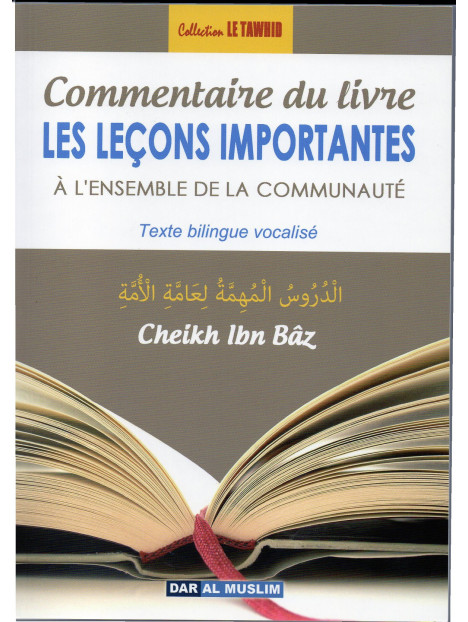 Collection LE TAWHID
Commentaire du livre
LES LEÇONS IMPORTANTES
À L'ENSEMBLE DE LA COMMUNAUTÉ
Texte bilingue vocalisé
الْدُرُوسُ الْمُهِمَّةُ لِعَامَّةِ الْأُمَّةِ
Cheikh Ibn Bâz
DAR AL MUSLIM